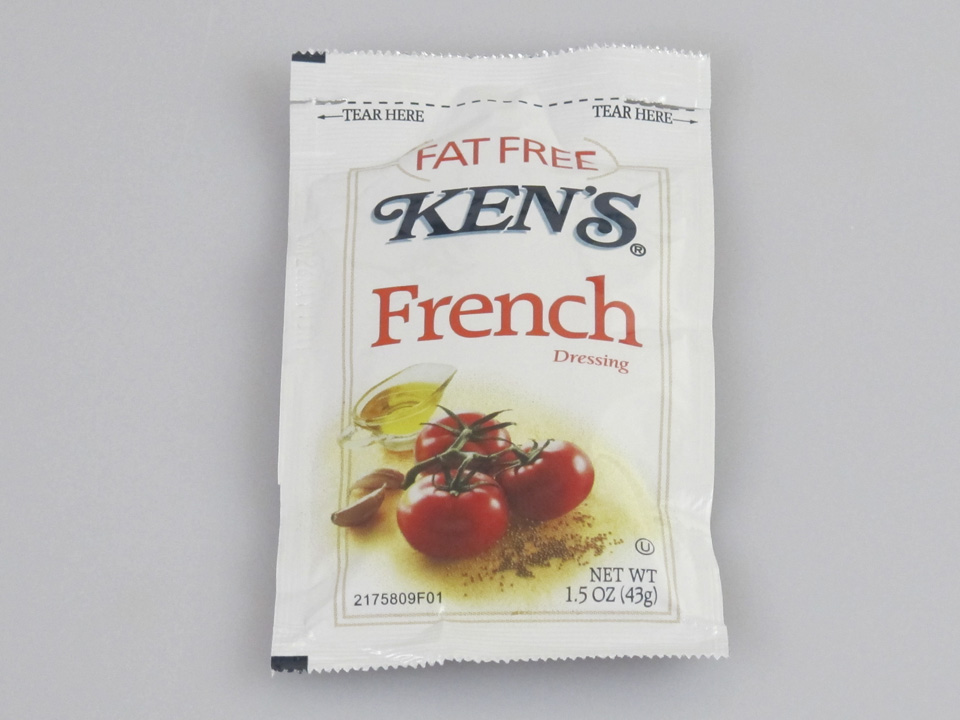 TEAR HERE
TEAR HERE
FAT FREE
KEN'S®
French
Dressing
U
NET WT
1.5 OZ (43g)
2175809F01